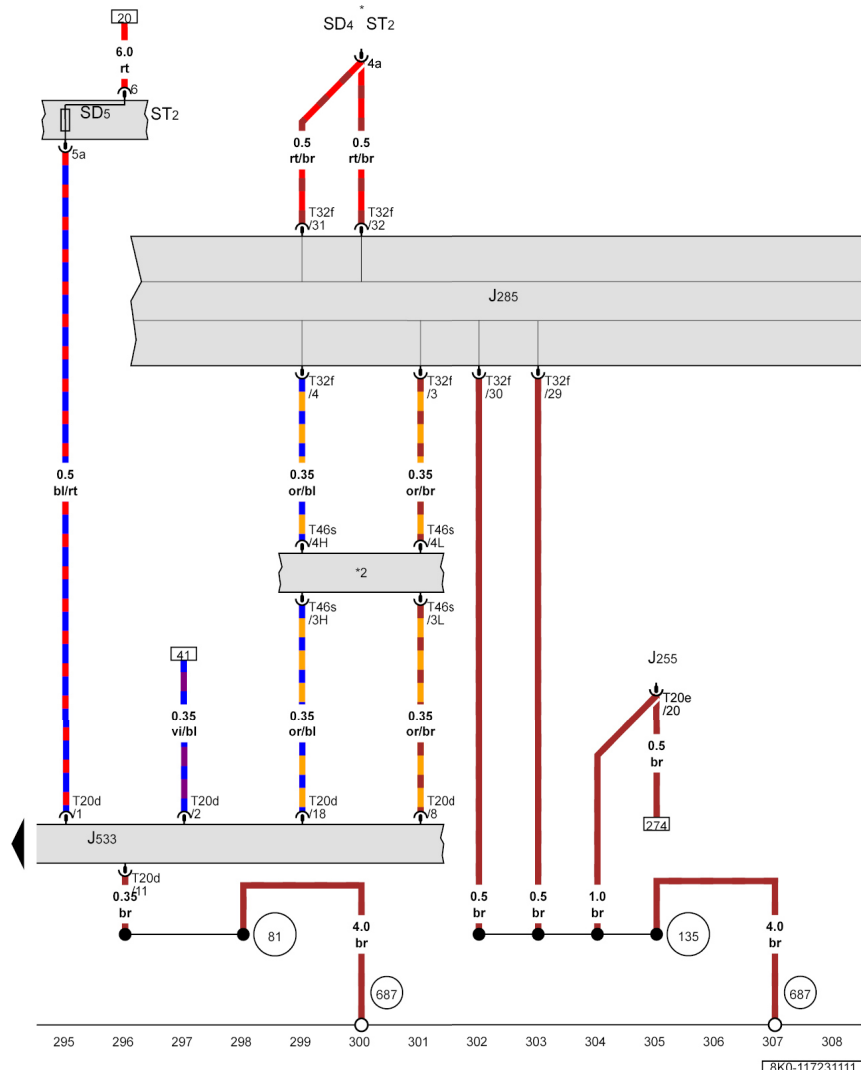 20
6.0
rt
6
SD5
ST2
5a
*
SD4 ST2
4a
0.5
rt/br
0.5
rt/br
T32f
/31
T32f
/32
J285
T32f
/4
T32f
/3
T32f
/30
T32f
/29
0.5
bl/rt
0.35
or/bl
0.35
or/br
T46s
/4H
T46s
/4L
*2
T46s
/3H
T46s
/3L
41
0.35
vi/bl
0.35
or/bl
0.35
or/br
J255
T20e
/20
0.5
br
274
T20d
/1
T20d
/2
T20d
/18
T20d
/8
J533
T20d
/11
0.35
br
81
4.0
br
687
0.5
br
0.5
br
1.0
br
135
4.0
br
687
295 296 297 298 299 300 301 302 303 304 305 306 307 308
8K0-117231111